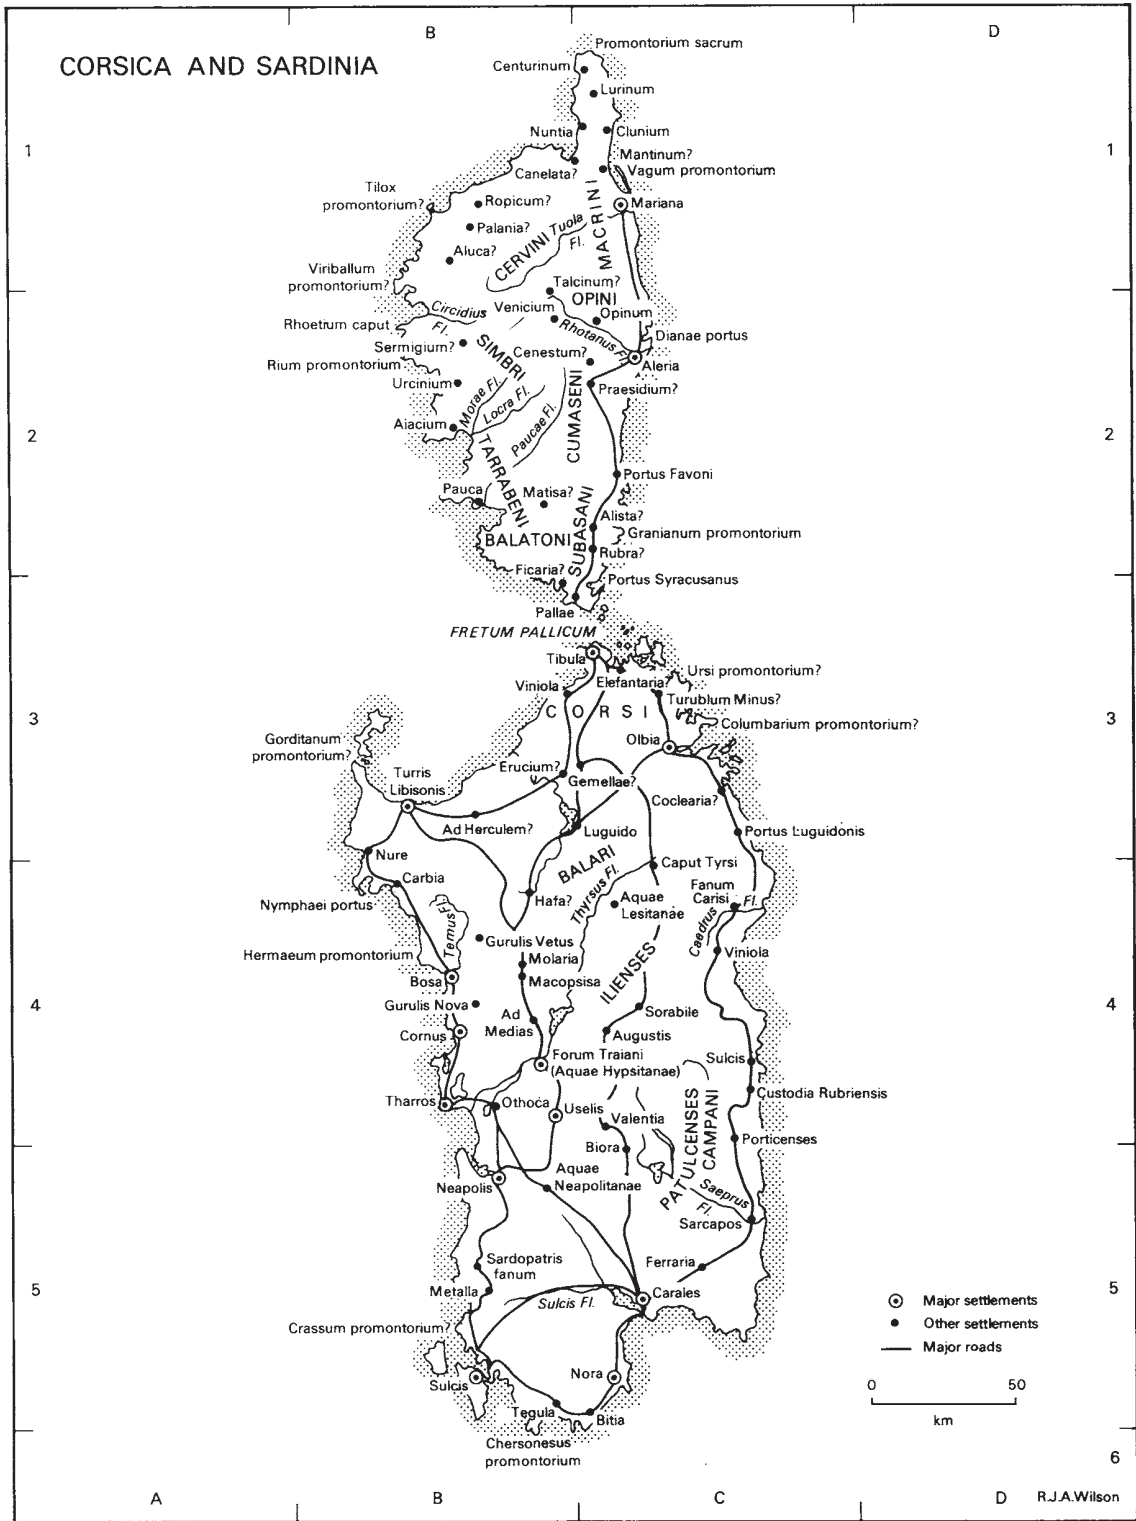 B
D
CORSICA AND SARDINIA
Promontorium sacrum
Centurinum
Lurinum
Nuntia
Clunium
1
1
Mantinum?
Canelata?
Vagum promontorium
Tilox
promontorium?
Ropicum?
Mariana
MACRINI
Palania?
Tuola
Fl.
CERVINI
Aluca?
Viriballum
promontorium?
Talcinum?
OPINI
Circidius
Fl.
Venicium
Opinum
Rhoetium caput
Rhotanus Fl.
Dianae portus
Sermigium?
SIMBRI
Cenestum?
Aleria
Rium promontorium
Urcinium
Morae Fl.
Locra Fl.
Praesidium?
CUMASENI
Aiacium
Paucae Fl.
2
2
TARRABENI
Portus Favoni
Pauca
Matisa?
SUBASANI
Alista?
Granianum promontorium
BALATONI
Rubra?
Ficaria?
Portus Syracusanus
Pallae
FRETUM PALLICUM
Tibula
Ursi promontorium?
Viniola
Elefantaria?
Turublum Minus?
CORSI
3
3
Columbarium promontorium?
Gorditanum
promontorium?
Olbia
Erucium?
Turris
Libisonis
Gemellae?
Coclearia?
Ad Herculem?
Luguido
Portus Luguidonis
Nure
BALARI
Caput Tyrsi
Carbia
Thyrsus Fl.
Fanum
Carisi
Nymphaei portus
Hafa?
Aquae
Lesitanae
Caedrus
Fl.
Temus Fl.
Gurulis Vetus
Hermaeum promontorium
Molaria
Viniola
Bosa
Macopsisa
ILIENSES
4
4
Gurulis Nova
Ad
Medias
Sorabile
Cornus
Augustis
Forum Traiani
(Aquae Hypsitanae)
Sulcis
Tharros
Othoca
Uselis
Custodia Rubriensis
Valentia
PATULCENSES
CAMPANI
Porticenses
Biora
Aquae
Neapolitanae
Neapolis
Saeprus
Fl.
Sarcapos
Sardopatris
fanum
Ferraria
5
5
Metalla
Sulcis Fl.
Carales
Major settlements
Crassum promontorium?
Other settlements
Major roads
Sulcis
Nora
0
50
km
Tegula
Bitia
Chersonesus
promontorium
6
A
B
C
D
R.J.A.Wilson